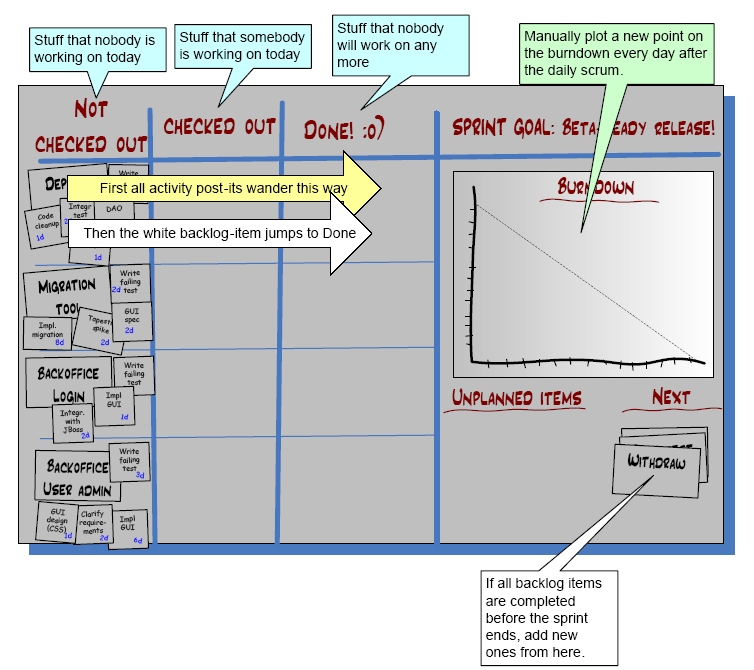 Stuff that nobody is
working on today
Stuff that somebody
is working on today
Stuff that nobody
will work on any
more
Manually plot a new point on
the burndown every day after
the daily scrum.
NOT
CHECKED OUT
CHECKED OUT
DONE! :o)
SPRINT GOAL: BETA-READY RELEASE!
First all activity post-its wander this way
Then the white backlog-item jumps to Done
DEP
Write
Code
cleanup
1d
Integr
test
DAO
1d
MIGRATION
TOOL
Write
failing
test
2d
Impl.
migration
8d
Tapestry
spike
2d
GUI
spec
2d
BACKOFFICE
LOGIN
Write
failing
test
Integr.
with
JBoss
2d
Impl
GUI
1d
BACKOFFICE
USER ADMIN
Write
failing
test
3d
GUI
design
(CSS)
1d
Clarify
require-
ments
2d
Impl
GUI
6d
BURNDOWN
UNPLANNED ITEMS
NEXT
WITHDRAW
If all backlog items
are completed
before the sprint
ends, add new
ones from here.